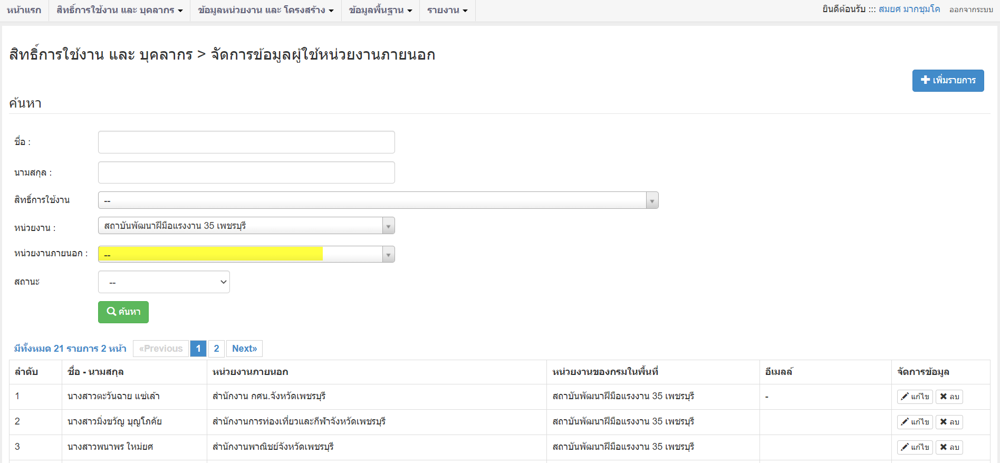 หน้าแรก สิทธิ์การใช้งาน และ บุคลากร ข้อมูลหน่วยงาน และ โครงสร้าง ข้อมูลพื้นฐาน รายงาน ยินดีต้อนรับ ::: สมยศ มากชุมโค ออกจากระบบ
สิทธิ์การใช้งาน และ บุคลากร > จัดการข้อมูลผู้ใช้หน่วยงานภายนอก
เพิ่มรายการ
ค้นหา
ชื่อ :
นามสกุล :
สิทธิ์การใช้งาน --
หน่วยงาน : สถาบันพัฒนาฝีมือแรงงาน 35 เพชรบุรี
หน่วยงานภายนอก : --
สถานะ --
ค้นหา
มีทั้งหมด 21 รายการ 2 หน้า «Previous 1 2 Next»
ลำดับ ชื่อ - นามสกุล หน่วยงานภายนอก หน่วยงานของกรมในพื้นที่ อีเมลล์ จัดการข้อมูล
1 นางสาวตะวันฉาย แซ่เล้า สำนักงาน กศน.จังหวัดเพชรบุรี สถาบันพัฒนาฝีมือแรงงาน 35 เพชรบุรี - แก้ไข ลบ
2 นางสาวมิ่งขวัญ บุญโภคัย สำนักงานการท่องเที่ยวและกีฬาจังหวัดเพชรบุรี สถาบันพัฒนาฝีมือแรงงาน 35 เพชรบุรี แก้ไข ลบ
3 นางสาวพนาพร ใหม่ยศ สำนักงานพาณิชย์จังหวัดเพชรบุรี สถาบันพัฒนาฝีมือแรงงาน 35 เพชรบุรี แก้ไข ลบ